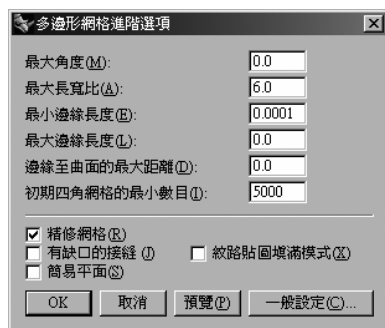 多邊形網格進階選項
最大角度(M): 0.0
最大長寬比(A): 6.0
最小邊緣長度(E): 0.0001
最大邊緣長度(L): 0.0
邊緣至曲面的最大距離(D): 0.0
初期四角網格的最小數目(I): 5000
精修網格(R)
有缺口的接縫 (J) 紋路貼圖填滿模式(X)
簡易平面(S)
OK 取消 預覽(P) 一般設定(C)...